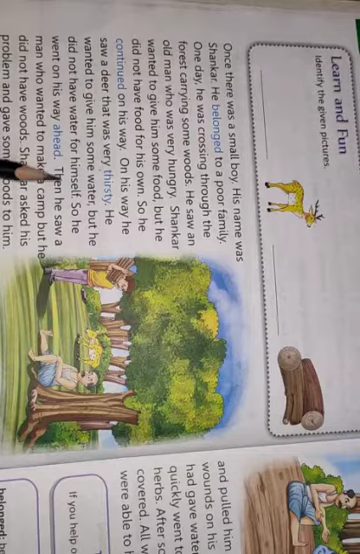 Learn and Fun
Identify the given pictures.
Once there was a small boy. His name was
Shankar. He belonged to a poor family.
One day, he was crossing through the
forest carrying some woods. He saw an
old man who was very hungry. Shankar
wanted to give him some food, but he
did not have food for his own. So he
continued on his way. On his way he
saw a deer that was very thirsty. He
wanted to give him some water, but he
did not have water for himself. So he
went on his way ahead. Then he saw a
man who wanted to make camp but he
did not have woods. Shankar asked his
problem and gave some woods to him.
and pulled him
wounds on his
had gave wate
quickly went to
herbs. After so
covered. All w
were able to h
If you help o
belonged: be